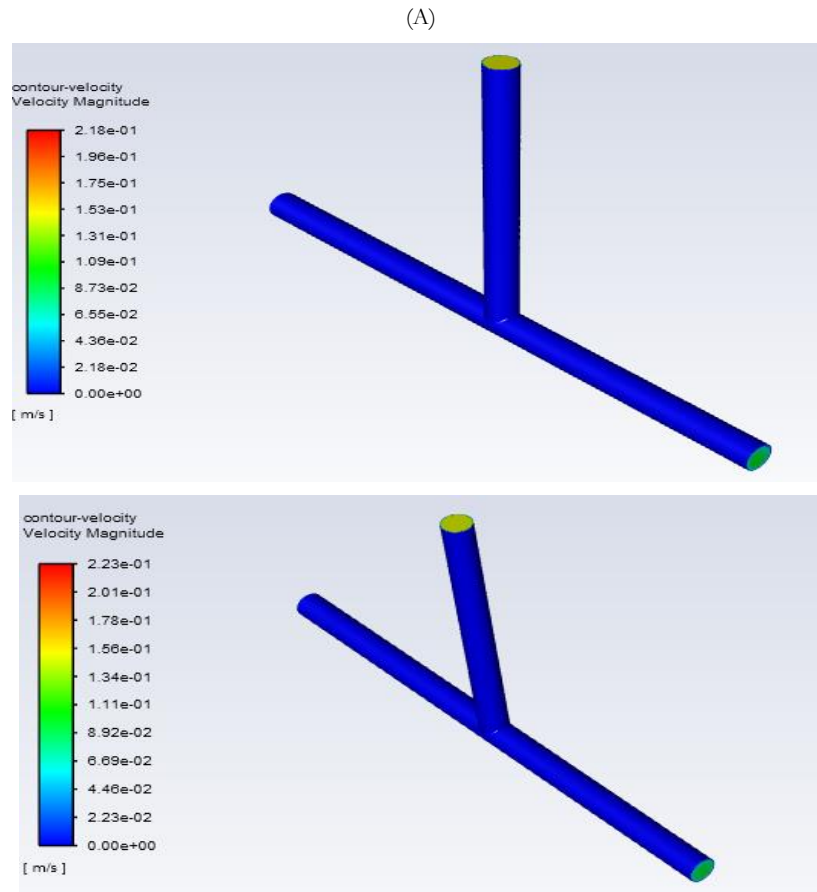 (A)
contour-velocity
Velocity Magnitude
2.18e-01
1.96e-01
1.75e-01
1.53e-01
1.31e-01
1.09e-01
8.73e-02
6.55e-02
4.36e-02
2.18e-02
0.00e+00
[ m/s ]
contour-velocity
Velocity Magnitude
2.23e-01
2.01e-01
1.78e-01
1.56e-01
1.34e-01
1.11e-01
8.92e-02
6.69e-02
4.46e-02
2.23e-02
0.00e+00
[ m/s ]